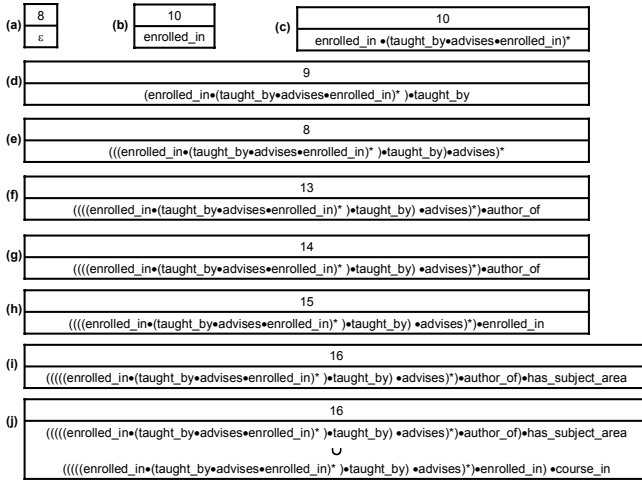 (a) 8
ε
(b) 10
enrolled_in
(c) 10
enrolled_in •(taught_by•advises•enrolled_in)*
(d) 9
(enrolled_in•(taught_by•advises•enrolled_in)* )•taught_by
(e) 8
(((enrolled_in•(taught_by•advises•enrolled_in)* )•taught_by)•advises)*
(f) 13
((((enrolled_in•(taught_by•advises•enrolled_in)* )•taught_by) •advises)*)•author_of
(g) 14
((((enrolled_in•(taught_by•advises•enrolled_in)* )•taught_by) •advises)*)•author_of
(h) 15
((((enrolled_in•(taught_by•advises•enrolled_in)* )•taught_by) •advises)*)•enrolled_in
(i) 16
(((((enrolled_in•(taught_by•advises•enrolled_in)* )•taught_by) •advises)*)•author_of)•has_subject_area
(j) 16
(((((enrolled_in•(taught_by•advises•enrolled_in)* )•taught_by) •advises)*)•author_of)•has_subject_area
∪
(((((enrolled_in•(taught_by•advises•enrolled_in)* )•taught_by) •advises)*)•enrolled_in) •course_in